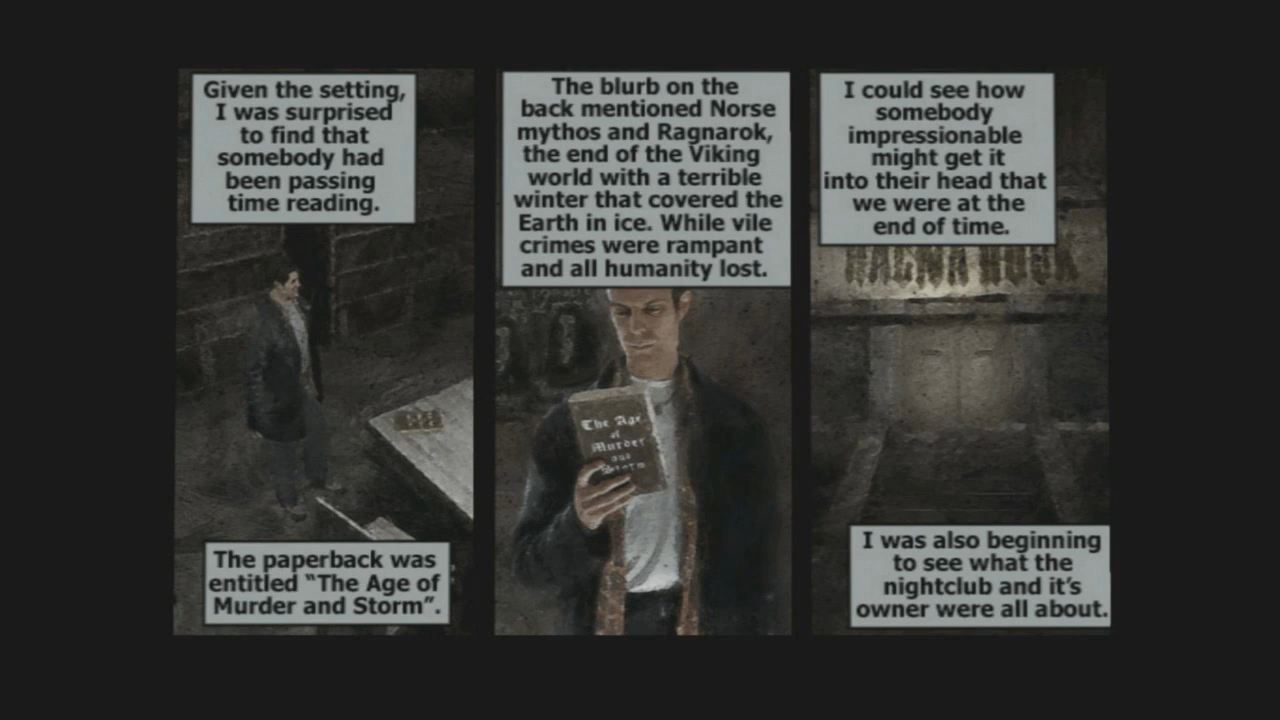 Given the setting,
I was surprised
to find that
somebody had
been passing
time reading.
The paperback was
entitled “The Age of
Murder and Storm”.
The blurb on the
back mentioned Norse
mythos and Ragnarok,
the end of the Viking
world with a terrible
winter that covered the
Earth in ice. While vile
crimes were rampant
and all humanity lost.
The Age
of
Murder
and
Storm
I could see how
somebody
impressionable
might get it
into their head that
we were at the
end of time.
RAGNA ROCK
I was also beginning
to see what the
nightclub and it’s
owner were all about.